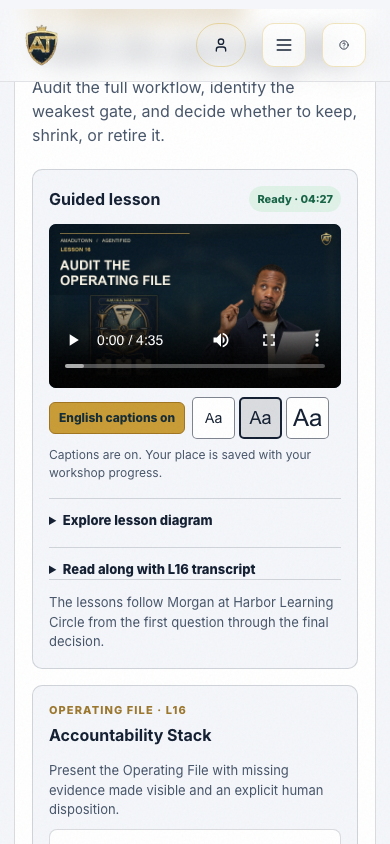 AT
Audit the full workflow, identify the
weakest gate, and decide whether to keep,
shrink, or retire it.
Guided lesson
Ready · 04:27
AMADUTOWN / AGENTIFIED
LESSON 16
AUDIT THE
OPERATING FILE
0:00 / 4:35
English captions on
Aa
Aa
Aa
Captions are on. Your place is saved with your
workshop progress.
Explore lesson diagram
Read along with L16 transcript
The lessons follow Morgan at Harbor Learning
Circle from the first question through the final
decision.
OPERATING FILE · L16
Accountability Stack
Present the Operating File with missing
evidence made visible and an explicit human
disposition.